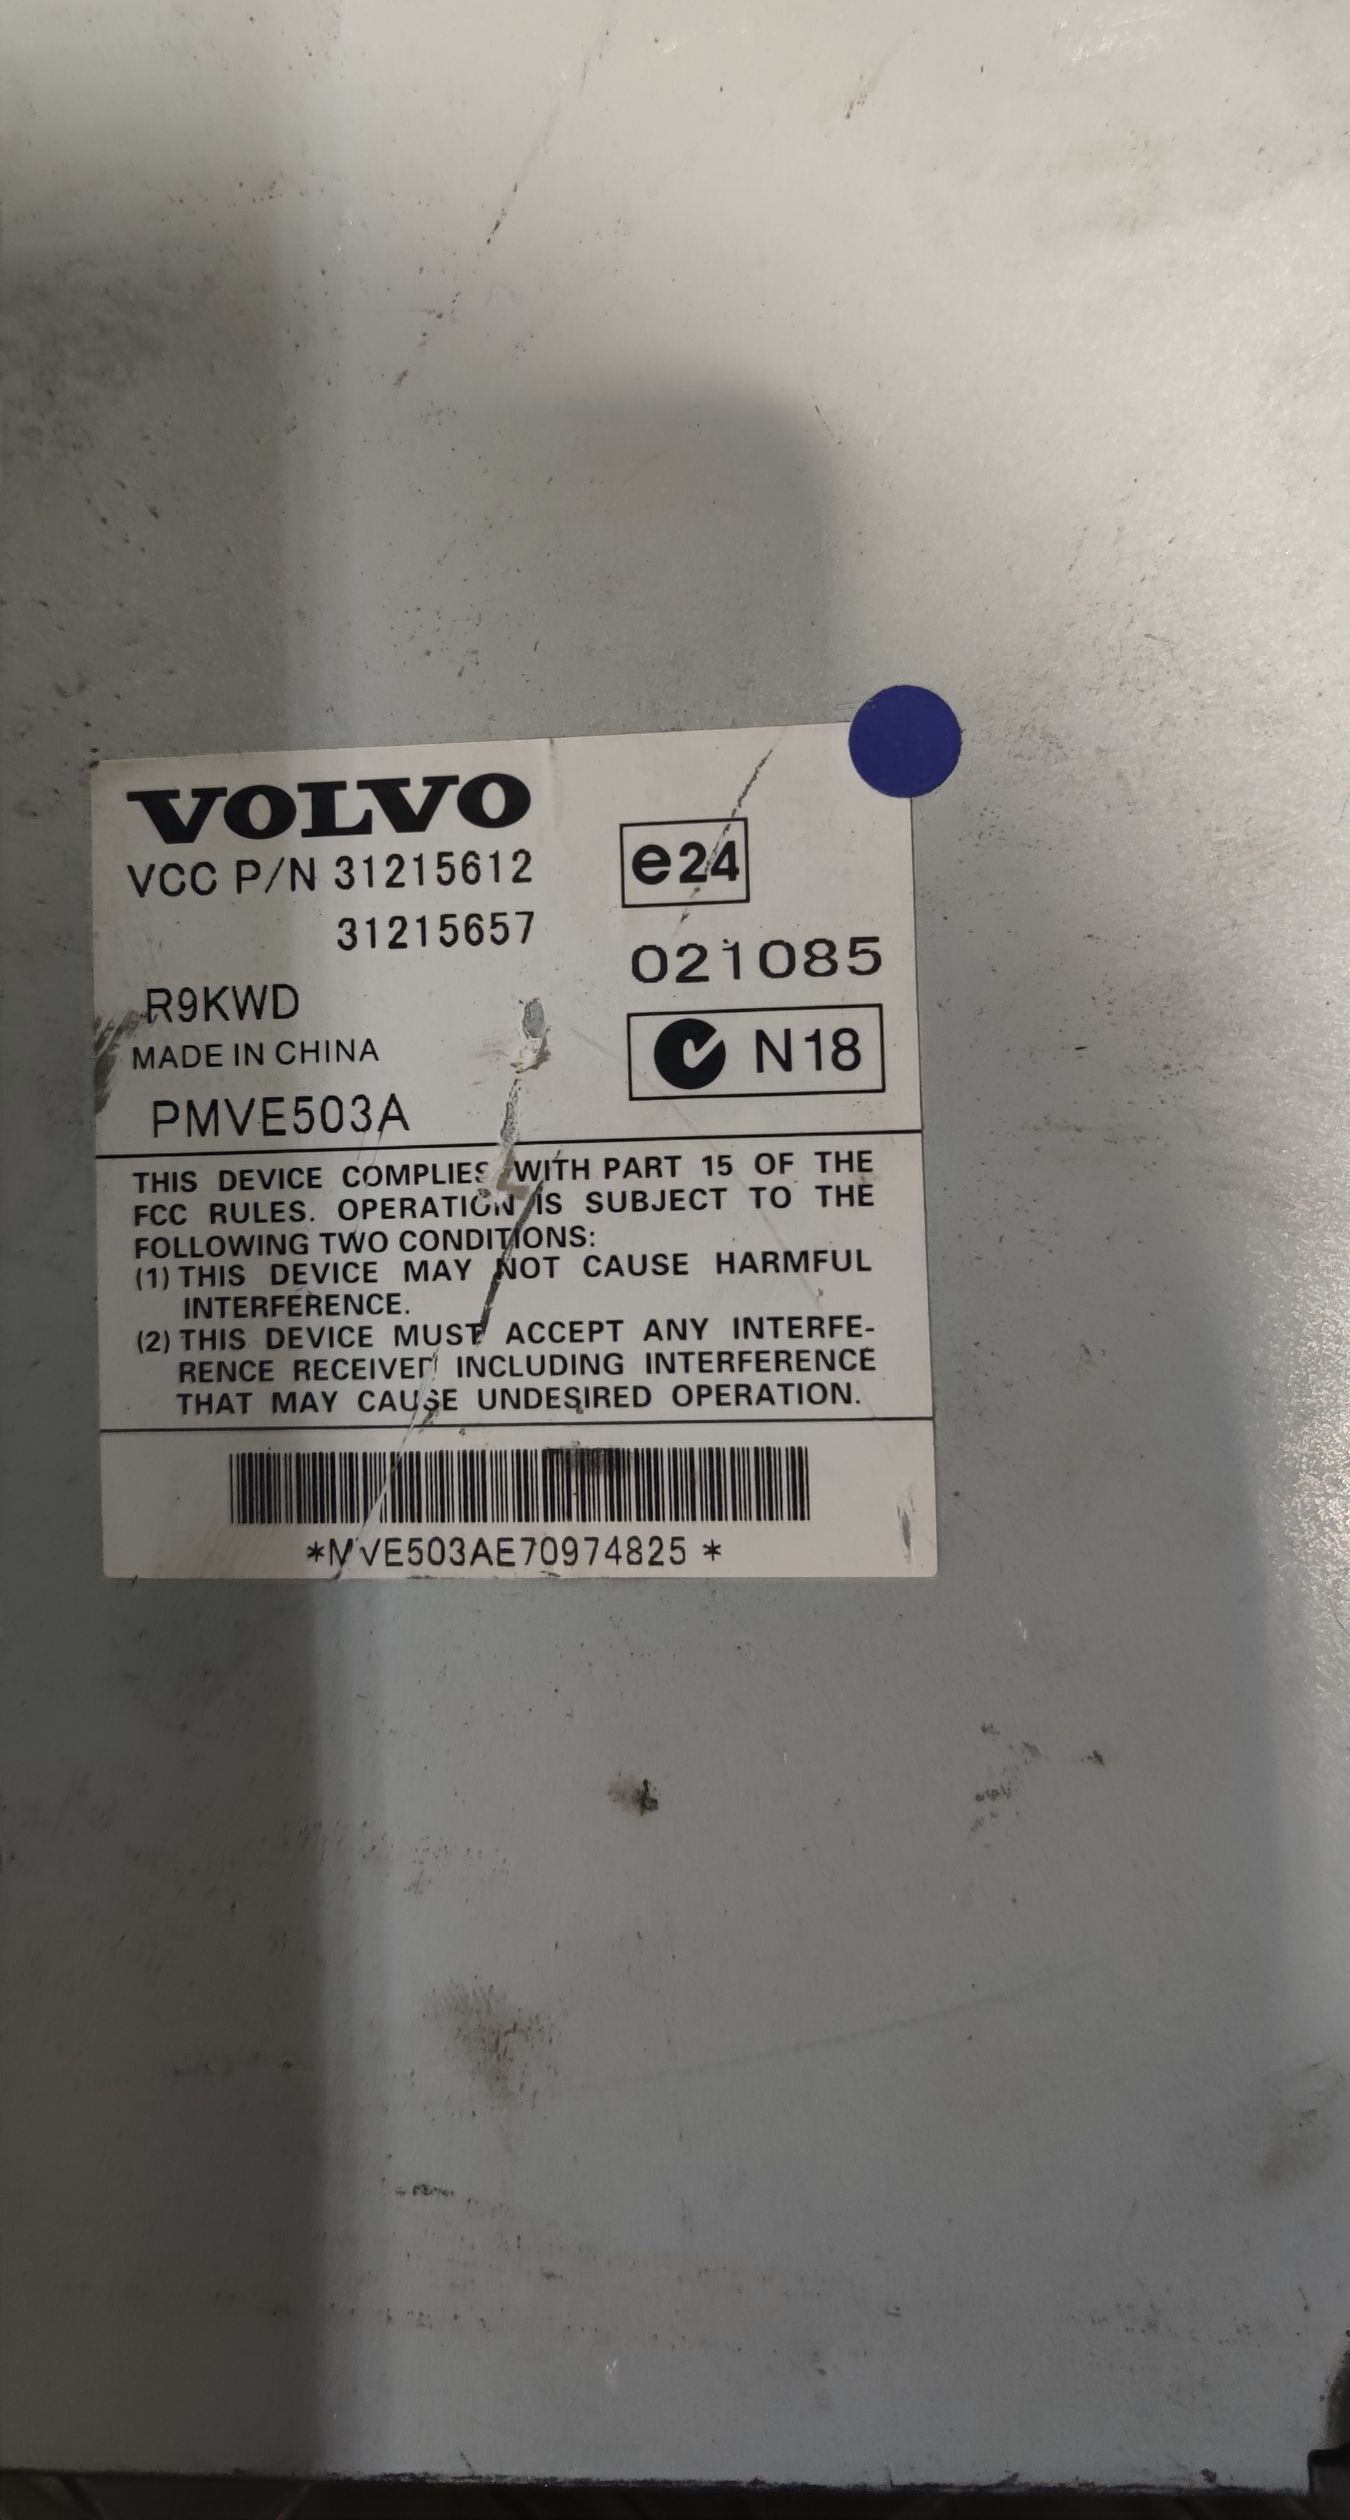 VOLVO
VCC P/N 31215612
31215657
R9KWD
MADE IN CHINA
PMVE503A
e24
021085
N18
THIS DEVICE COMPLIES WITH PART 15 OF THE
FCC RULES. OPERATION IS SUBJECT TO THE
FOLLOWING TWO CONDITIONS:
(1) THIS DEVICE MAY NOT CAUSE HARMFUL
INTERFERENCE.
(2) THIS DEVICE MUST ACCEPT ANY INTERFE-
RENCE RECEIVED INCLUDING INTERFERENCE
THAT MAY CAUSE UNDESIRED OPERATION.
*MVE503AE70974825 *